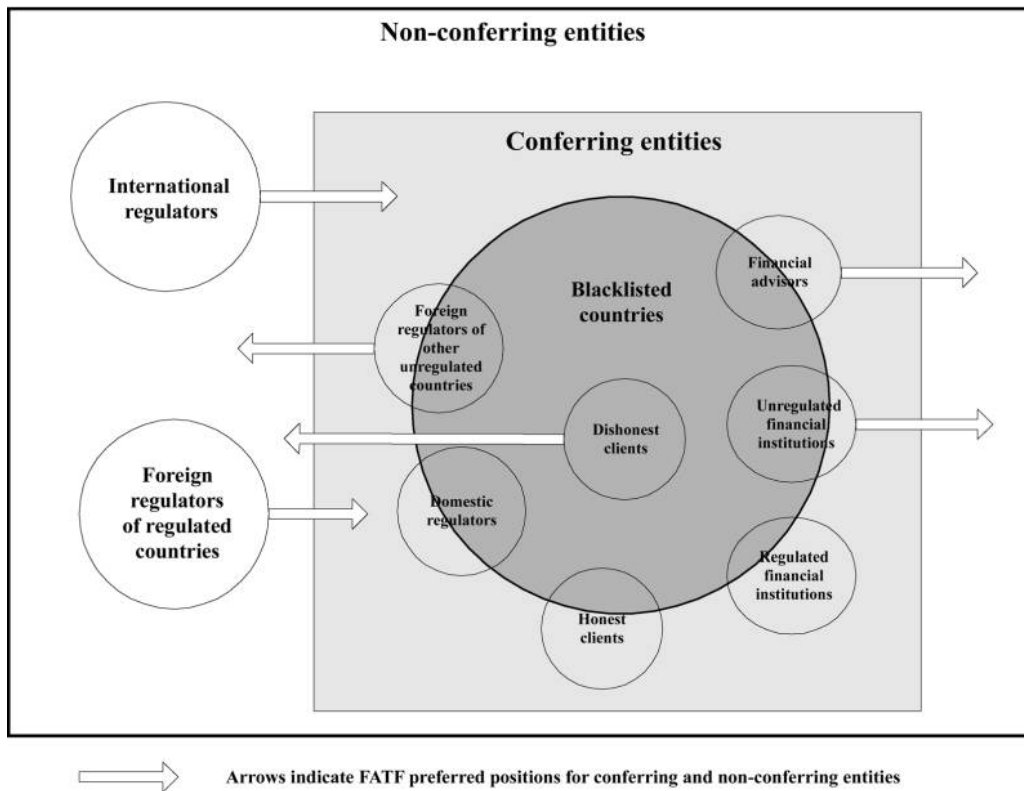 Non-conferring entities
Conferring entities
International
regulators
Financial
advisors
Blacklisted
countries
Foreign
regulators of
other
unregulated
countries
Unregulated
financial
institutions
Dishonest
clients
Foreign
regulators
of regulated
countries
Domestic
regulators
Regulated
financial
institutions
Honest
clients
Arrows indicate FATF preferred positions for conferring and non-conferring entities